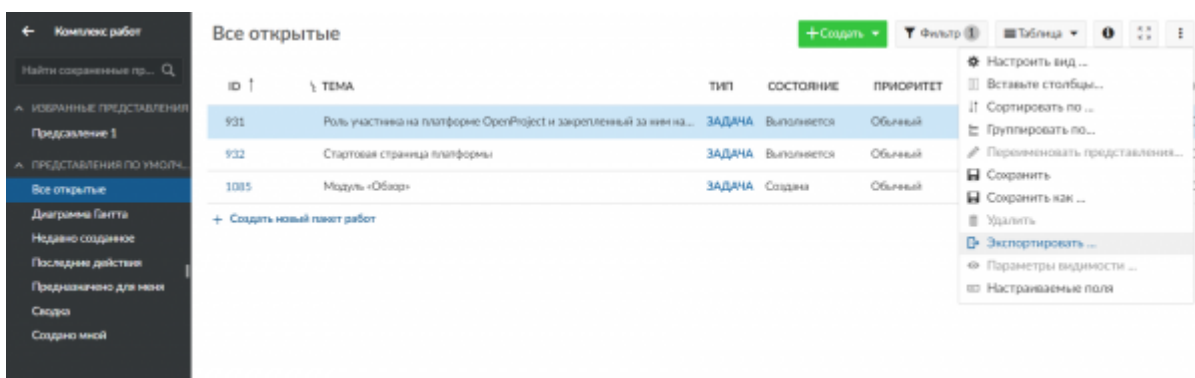 Комплекс работ
Найти сохраненные пр...
ИЗБРАННЫЕ ПРЕДСТАВЛЕНИЯ
Предсавление 1
ПРЕДСТАВЛЕНИЯ ПО УМОЛЧ...
Все открытые
Диаграмма Гантта
Недавно созданное
Последние действия
Предназначено для меня
Сводка
Создано мной
Все открытые
+ Создать
Фильтр 1
Таблица
ID ТЕМА ТИП СОСТОЯНИЕ ПРИОРИТЕТ
931 Роль участника на платформе OpenProject и закрепленный за ним на... ЗАДАЧА Выполняется Обычный
932 Стартовая страница платформы ЗАДАЧА Выполняется Обычный
1085 Модуль «Обзор» ЗАДАЧА Создана Обычный
+ Создать новый пакет работ
Настроить вид ...
Вставьте столбцы...
Сортировать по ...
Группировать по...
Переименовать представления...
Сохранить
Сохранить как ...
Удалить
Экспортировать ...
Параметры видимости ...
Настраиваемые поля